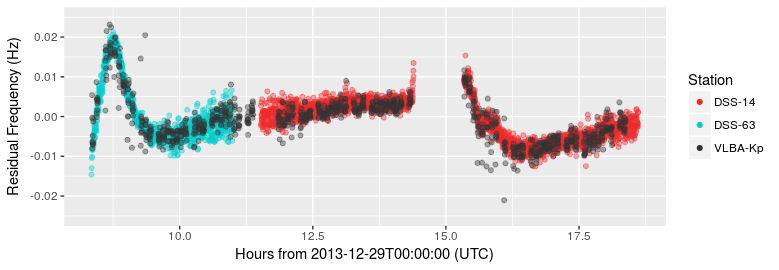 Residual Frequency (Hz)
0.02
0.01
0.00
-0.01
-0.02
10.0
12.5
15.0
17.5
Hours from 2013-12-29T00:00:00 (UTC)
Station
DSS-14
DSS-63
VLBA-Kp